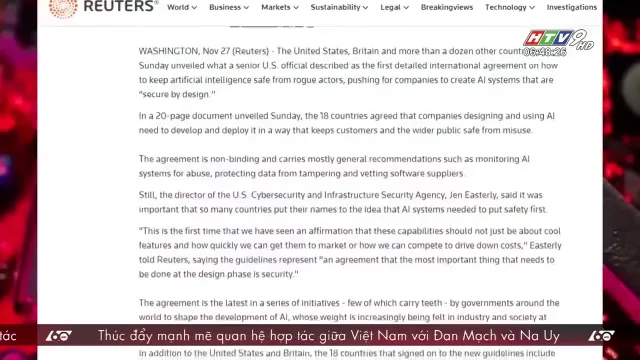 REUTERS® World Business Markets Sustainability Legal Breakingviews Technology Investigations
HTV9 HD
06:40:26
WASHINGTON, Nov 27 (Reuters) - The United States, Britain and more than a dozen other countri
Sunday unveiled what a senior U.S. official described as the first detailed international agreement on how
to keep artificial intelligence safe from rogue actors, pushing for companies to create AI systems that are
"secure by design."
In a 20-page document unveiled Sunday, the 18 countries agreed that companies designing and using AI
need to develop and deploy it in a way that keeps customers and the wider public safe from misuse.
The agreement is non-binding and carries mostly general recommendations such as monitoring AI
systems for abuse, protecting data from tampering and vetting software suppliers.
Still, the director of the U.S. Cybersecurity and Infrastructure Security Agency, Jen Easterly, said it was
important that so many countries put their names to the idea that AI systems needed to put safety first.
"This is the first time that we have seen an affirmation that these capabilities should not just be about cool
features and how quickly we can get them to market or how we can compete to drive down costs," Easterly
told Reuters, saying the guidelines represent "an agreement that the most important thing that needs to
be done at the design phase is security."
The agreement is the latest in a series of initiatives - few of which carry teeth - by governments around the
world to shape the development of AI, whose weight is increasingly being felt in industry and society at
tác 60 Thúc đẩy mạnh mẽ quan hệ hợp tác giữa Việt Nam với Đan Mạch và Na Uy 60
In addition to the United States and Britain, the 18 countries that signed on to the new guidelines include